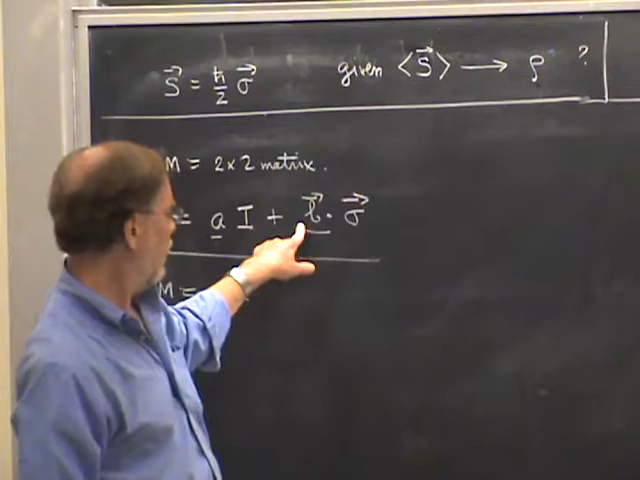 S⃗ = ħ/2 σ⃗ given ⟨S⃗⟩ ⟶ ρ ?
M = 2×2 matrix.
= a I + b⃗ · σ⃗
M =